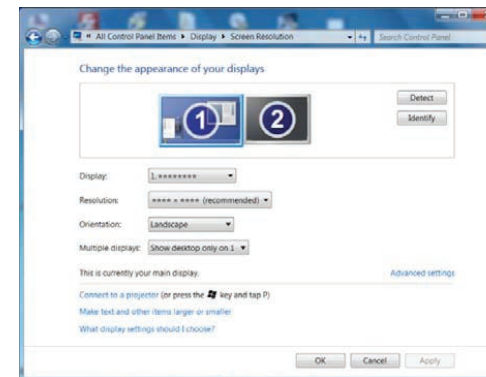 « All Control Panel Items ▸ Display ▸ Screen Resolution
Search Control Panel
Change the appearance of your displays
1
2
Detect
Identify
Display: 1. ********
Resolution: **** × **** (recommended)
Orientation: Landscape
Multiple displays: Show desktop only on 1
This is currently your main display.
Advanced settings
Connect to a projector (or press the key and tap P)
Make text and other items larger or smaller
What display settings should I choose?
OK
Cancel
Apply